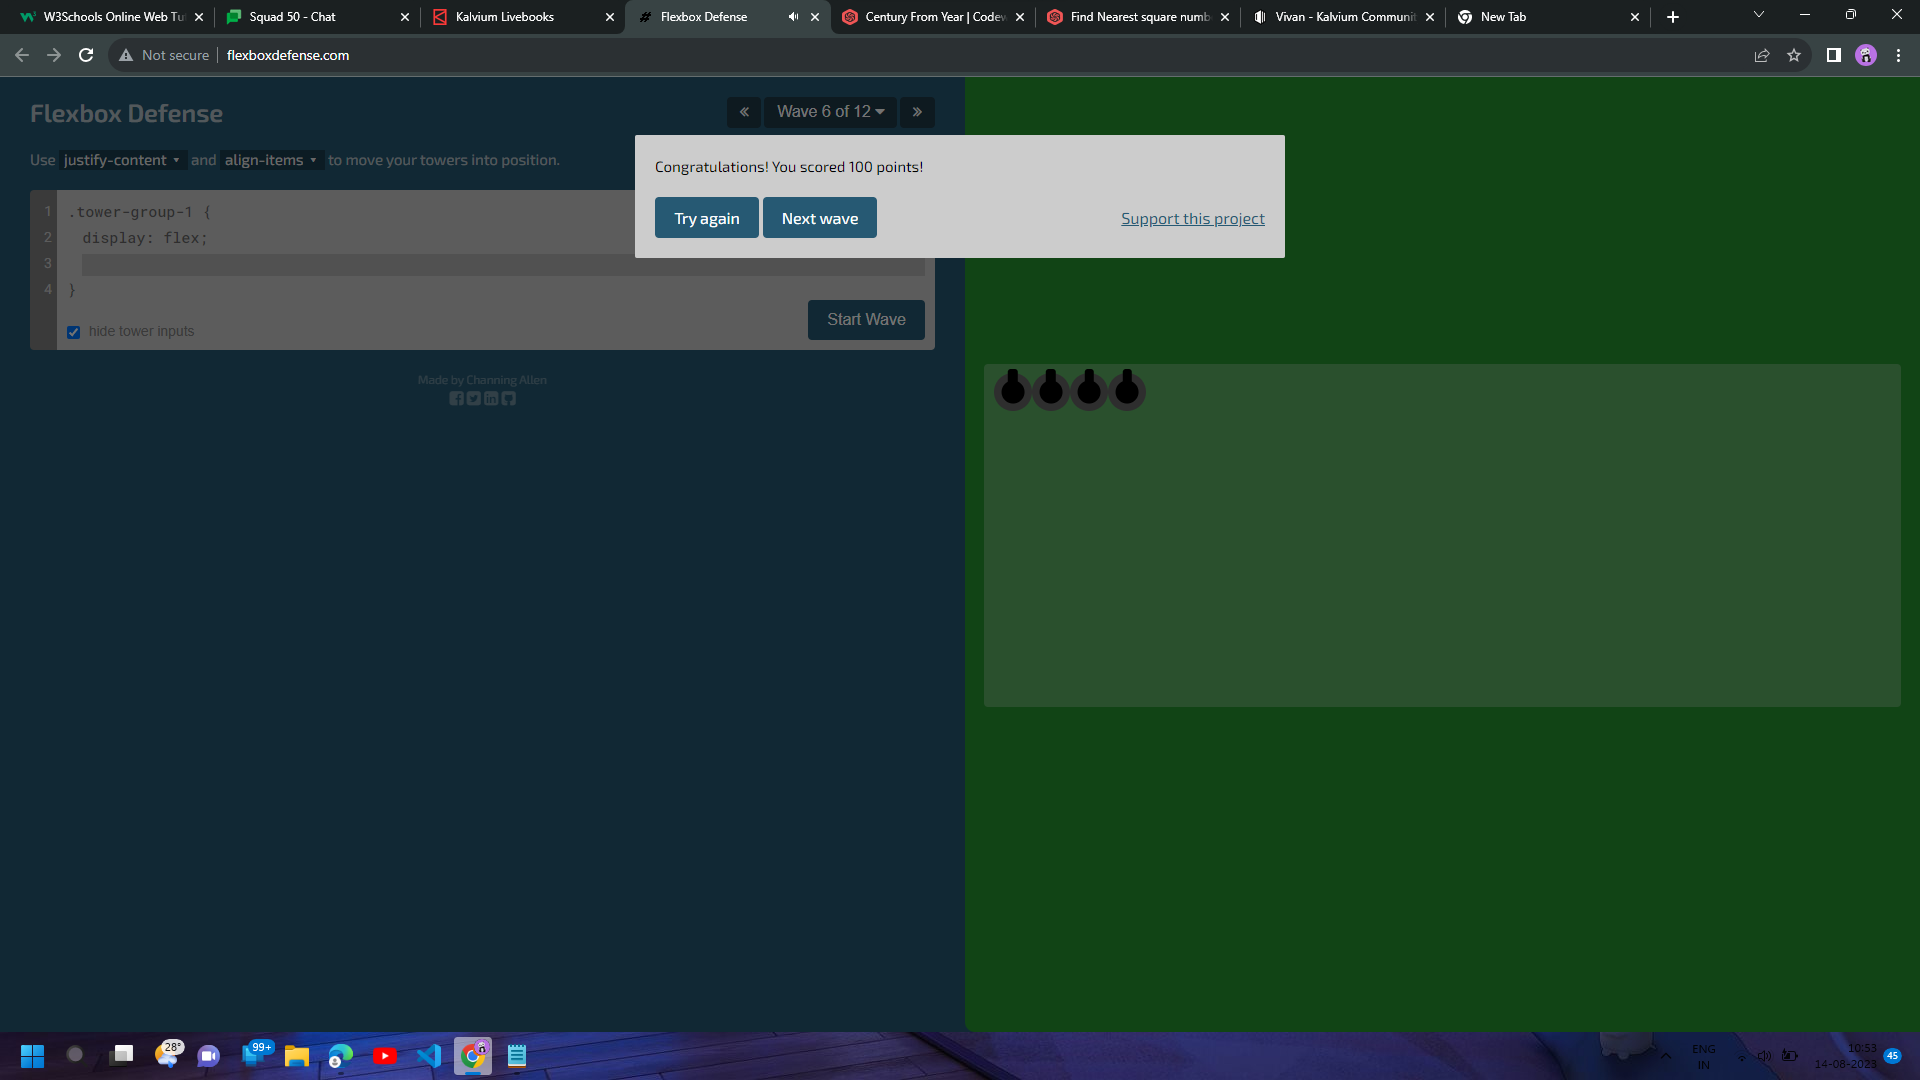 W3Schools Online Web Tu
Squad 50 - Chat
Kalvium Livebooks
Flexbox Defense
Century From Year | Codew
Find Nearest square numb
Vivan - Kalvium Communit
New Tab
Not secure
flexboxdefense.com
Flexbox Defense
« Wave 6 of 12 »
Use justify-content and align-items to move your towers into position.
Congratulations! You scored 100 points!
Try again Next wave Support this project
1 .tower-group-1 {
2 display: flex;
3
4 }
hide tower inputs
Start Wave
Made by Channing Allen
28°
99+
ENG
IN
10:53
14-08-2023
45